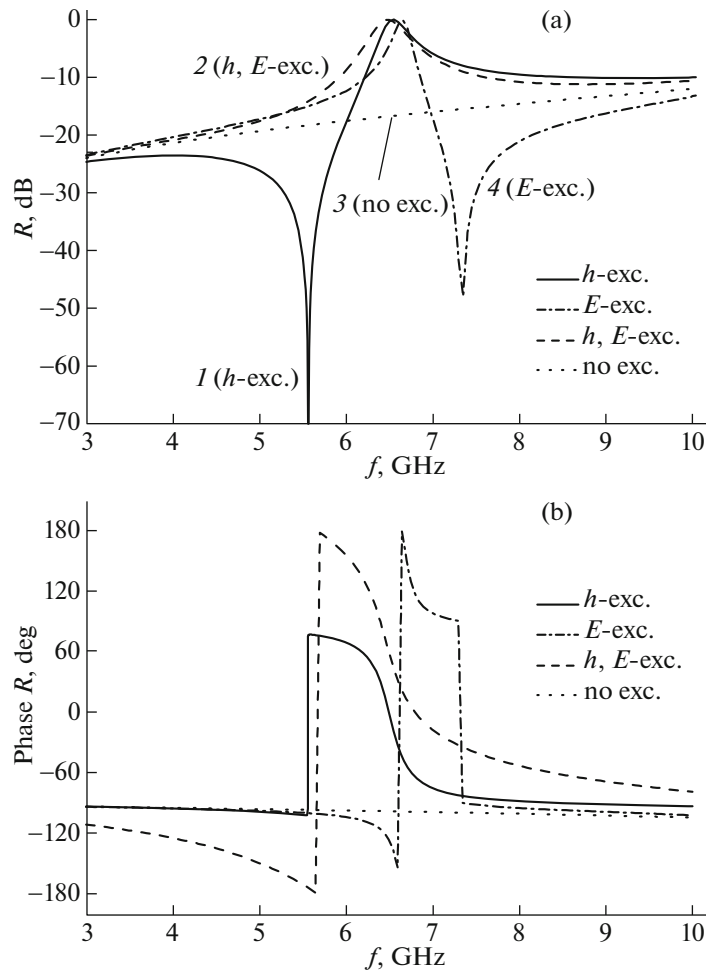 (a)
0
–10
–20
–30
–40
–50
–60
–70
R, dB
2 (h, E-exc.)
3 (no exc.)
4 (E-exc.)
1 (h-exc.)
h-exc.
E-exc.
h, E-exc.
no exc.
3 4 5 6 7 8 9 10
f, GHz
(b)
180
120
60
0
–60
–120
–180
Phase R, deg
h-exc.
E-exc.
h, E-exc.
no exc.
3 4 5 6 7 8 9 10
f, GHz